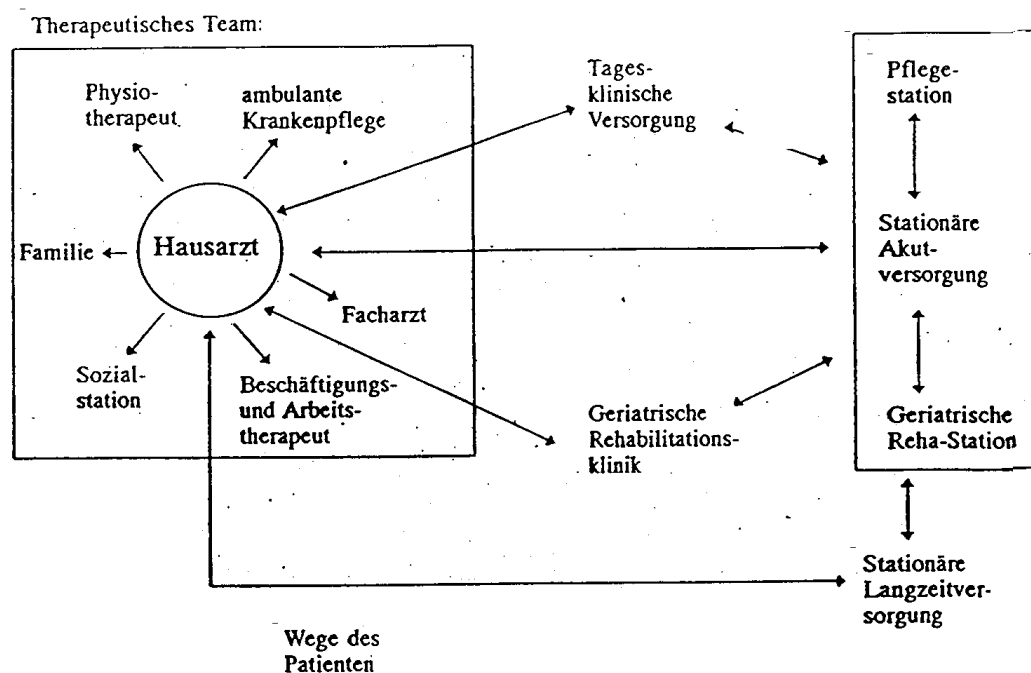 Therapeutisches Team:
Physio-
therapeut
ambulante
Krankenpflege
Familie
Hausarzt
Facharzt
Sozial-
station
Beschäftigungs-
und Arbeits-
therapeut
Tages-
klinische
Versorgung
Geriatrische
Rehabilitations-
klinik
Pflege-
station
Stationäre
Akut-
versorgung
Geriatrische
Reha-Station
Stationäre
Langzeitver-
sorgung
Wege des
Patienten